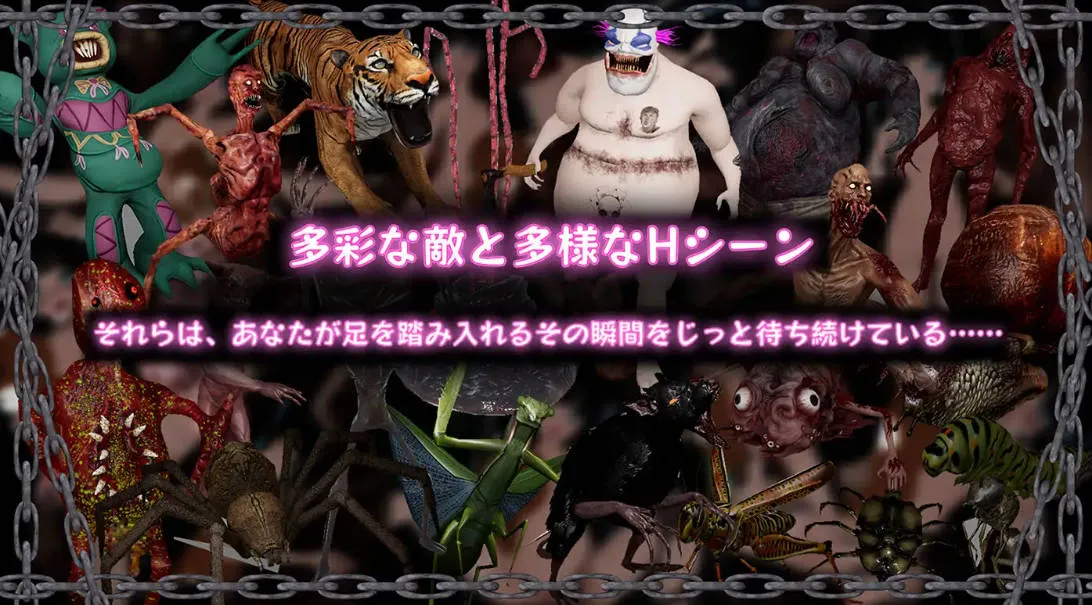 多彩な敵と多様なHシーン
それらは、あなたが足を踏み入れるその瞬間をじっと待ち続けている……